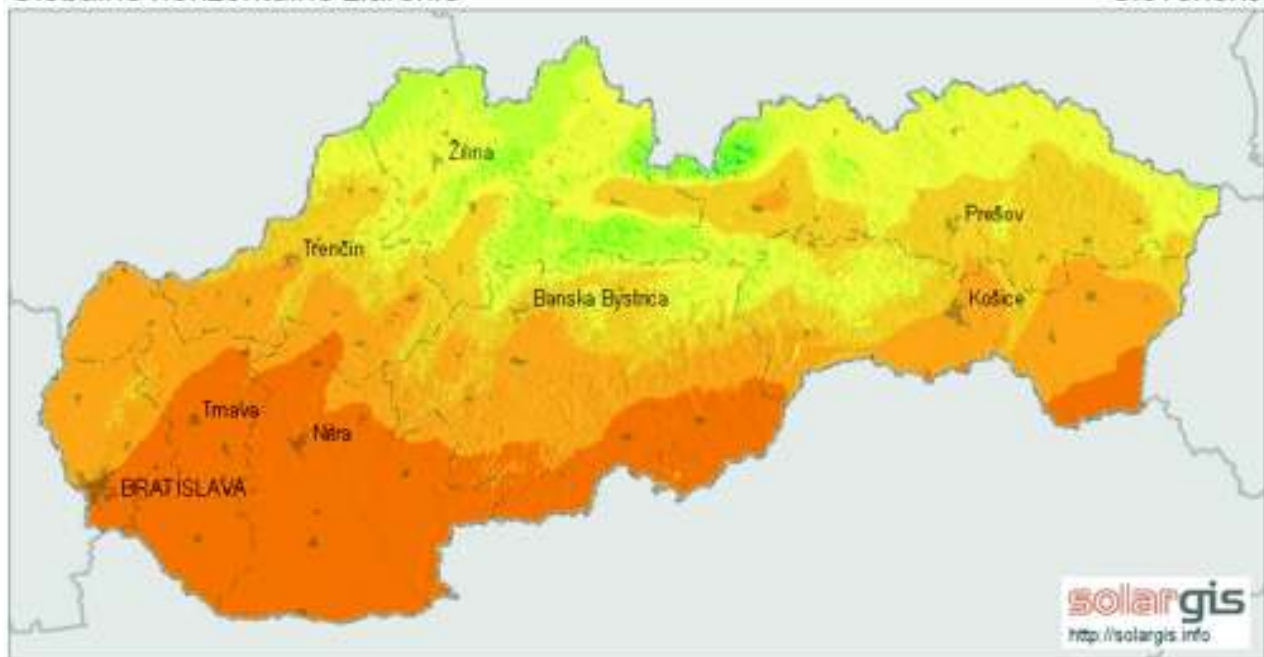 Žilina
Prešov
Trenčín
Banska Bystrica
Košice
Trnava
Nitra
BRATISLAVA
solargis
http://solargis.info